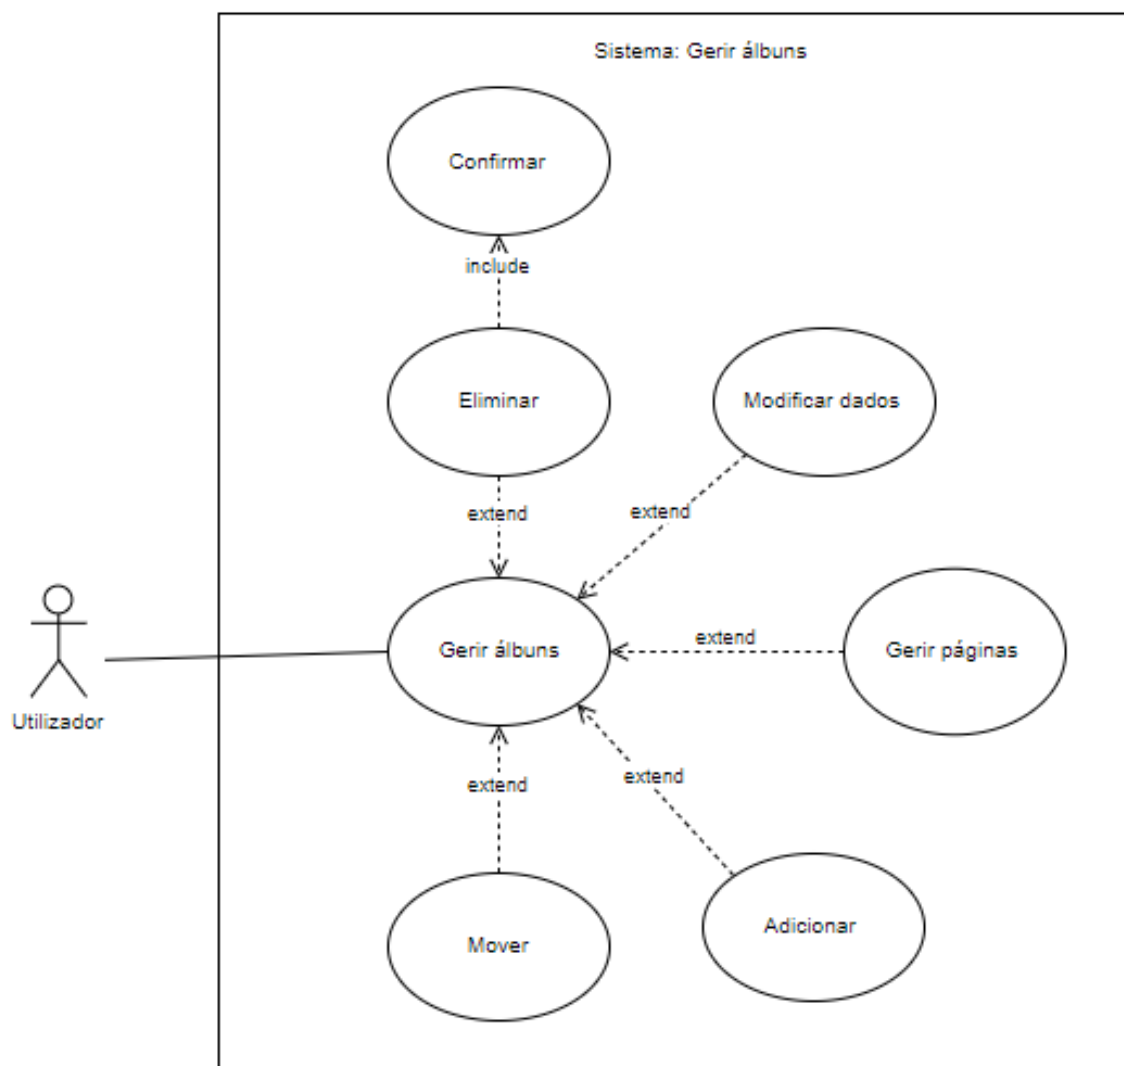 Sistema: Gerir álbuns
Confirmar
include
Eliminar
Modificar dados
extend
extend
Gerir álbuns
extend
Gerir páginas
Utilizador
extend
extend
Mover
Adicionar